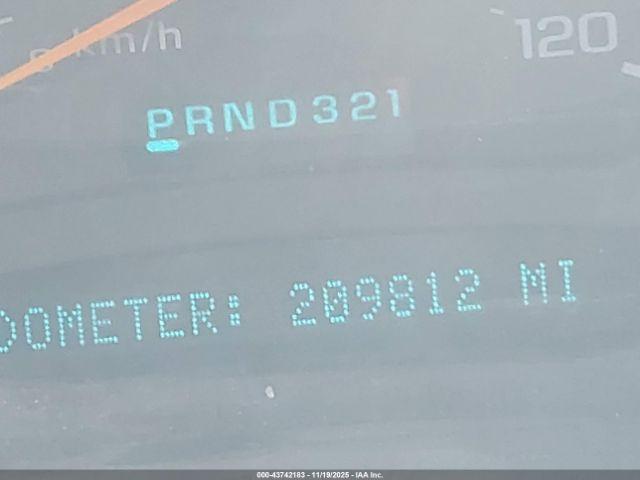 km/h
120
PRND321
ODOMETER: 209812 MI
000-43742183 - 11/19/2025 - IAA Inc.